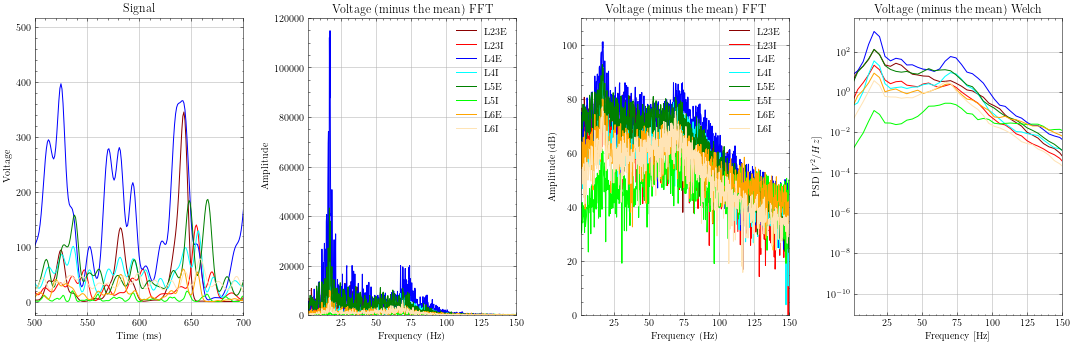 Signal
Voltage
500
400
300
200
100
0
500
550
600
650
700
Time (ms)
Voltage (minus the mean) FFT
Amplitude
120000
100000
80000
60000
40000
20000
0
25
50
75
100
125
150
Frequency (Hz)
L23E
L23I
L4E
L4I
L5E
L5I
L6E
L6I
Voltage (minus the mean) FFT
Amplitude (dB)
100
80
60
40
20
0
25
50
75
100
125
150
Frequency (Hz)
L23E
L23I
L4E
L4I
L5E
L5I
L6E
L6I
Voltage (minus the mean) Welch
PSD [V²/Hz]
10²
10⁰
10⁻²
10⁻⁴
10⁻⁶
10⁻⁸
10⁻¹⁰
25
50
75
100
125
150
Frequency [Hz]